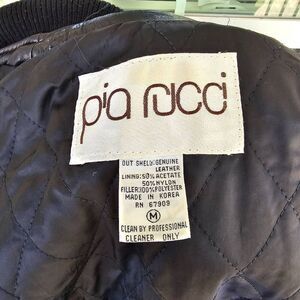 pia rucci
OUT SHELL:GENUINE
LEATHER
LINING:50%ACETATE
50%NYLON
FILLER:100%POLYESTER
MADE IN KOREA
RN 67909
M
CLEAN BY PROFESSIONAL
CLEANER ONLY